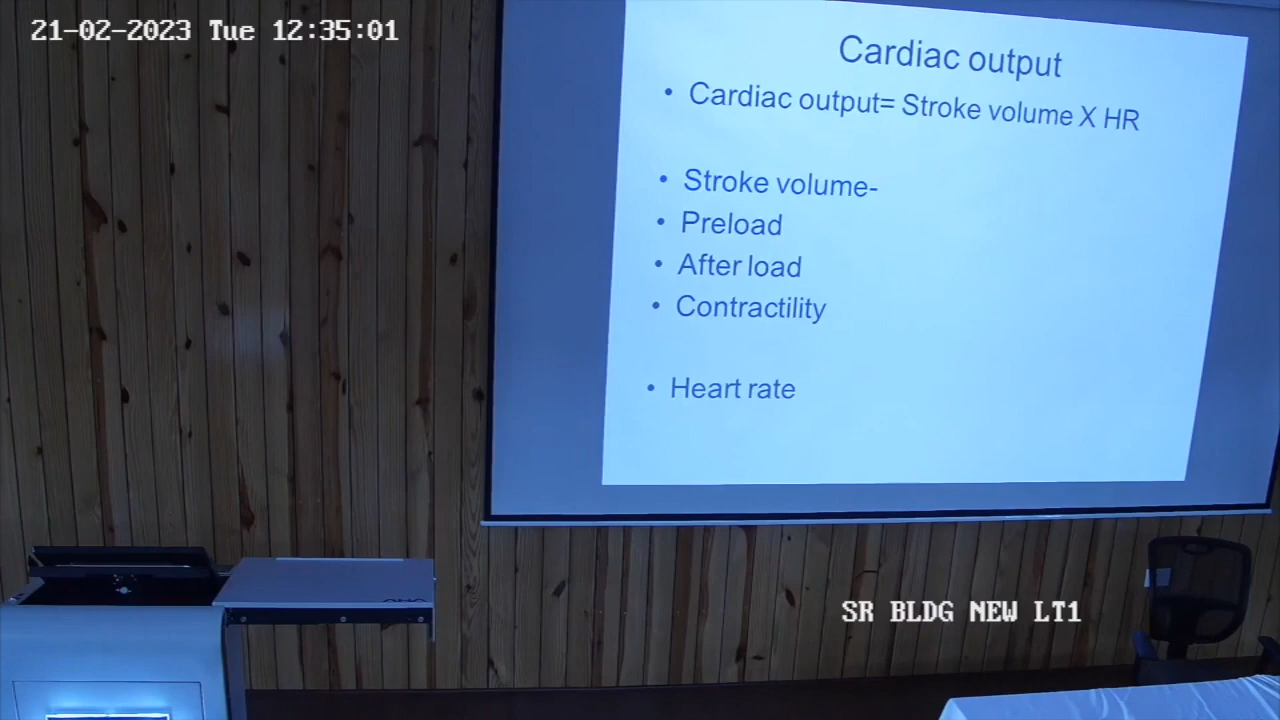 21-02-2023 Tue 12:35:01
Cardiac output
• Cardiac output= Stroke volume X HR
• Stroke volume-
• Preload
• After load
• Contractility
• Heart rate
SR BLDG NEW LT1